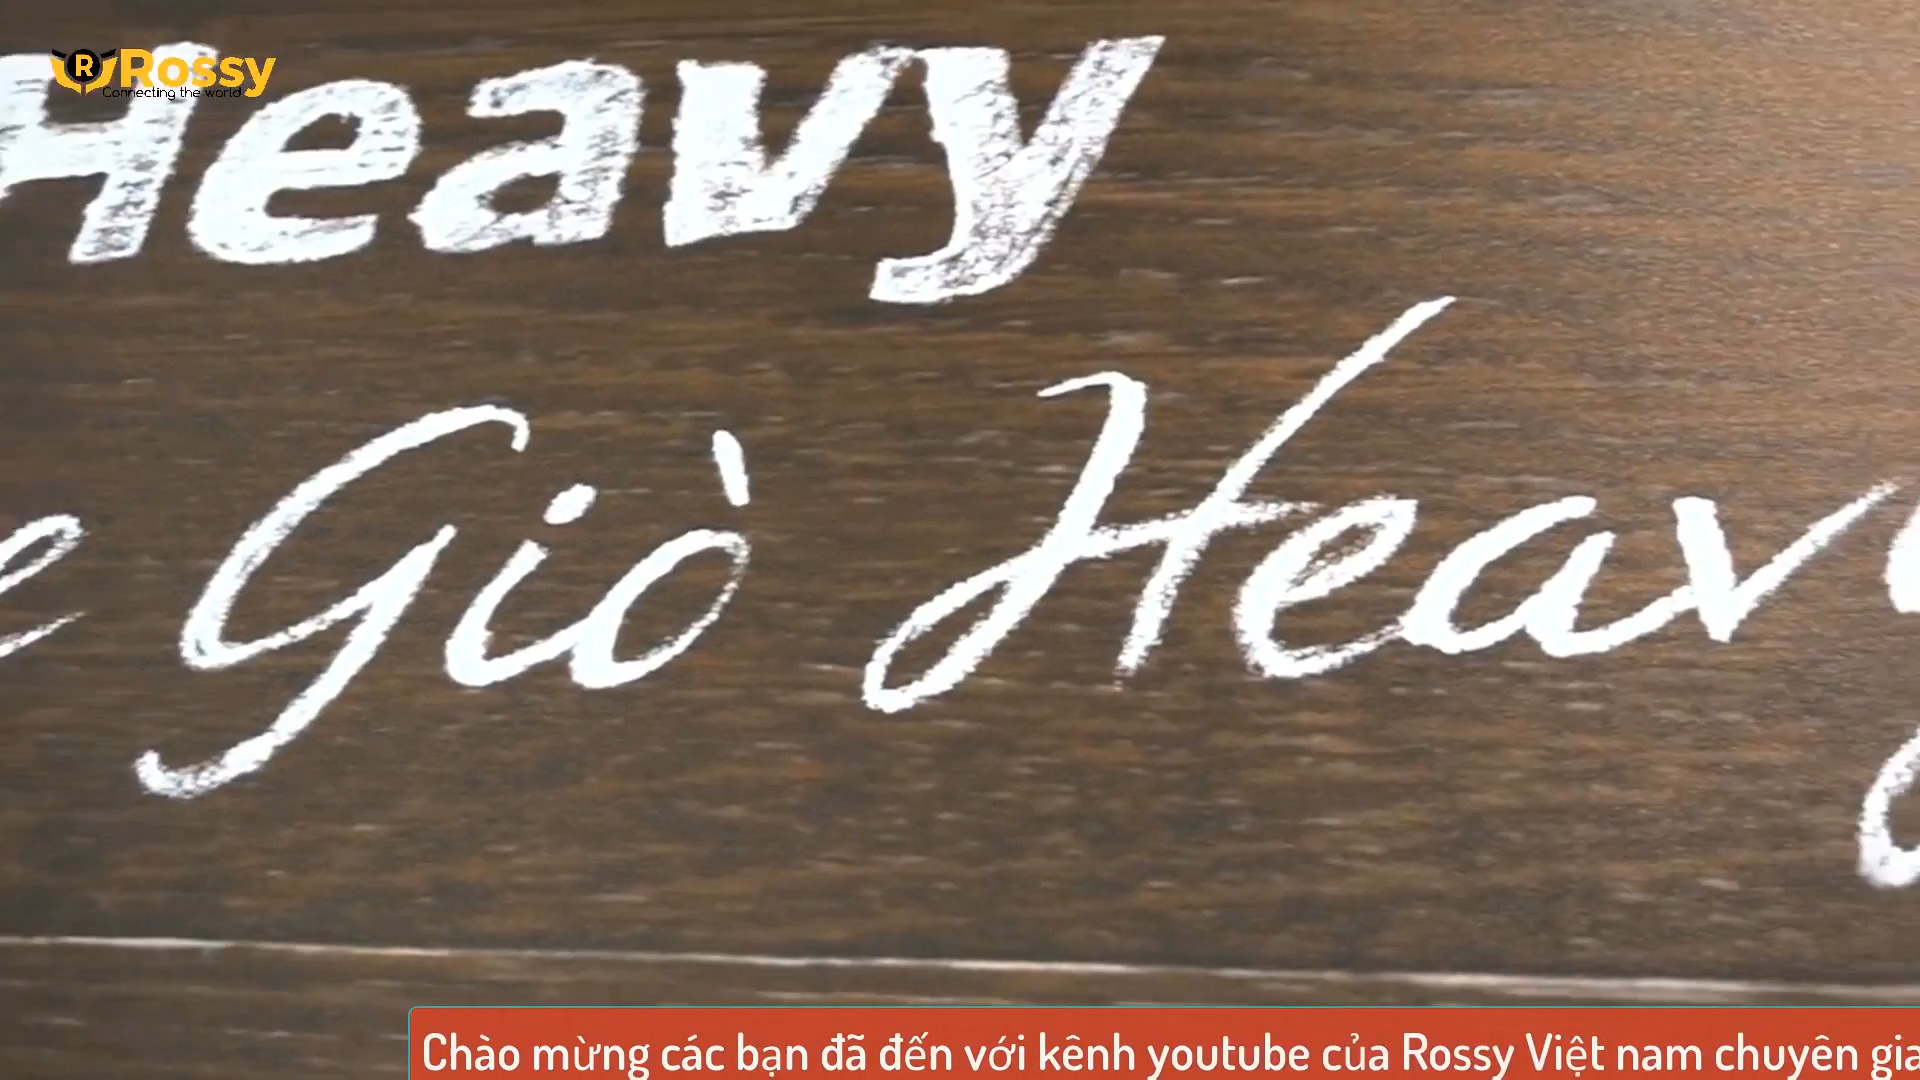 Rossy
Connecting the world
Heavy
e Giò Heavy
Chào mừng các bạn đã đến với kênh youtube của Rossy Việt nam chuyên gia